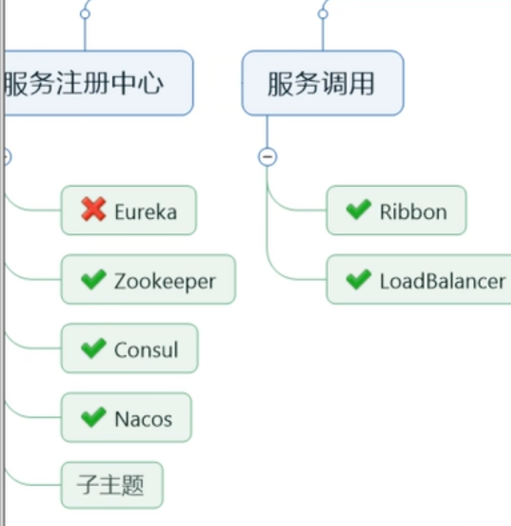 服务注册中心
Eureka
Zookeeper
Consul
Nacos
子主题
服务调用
Ribbon
LoadBalancer